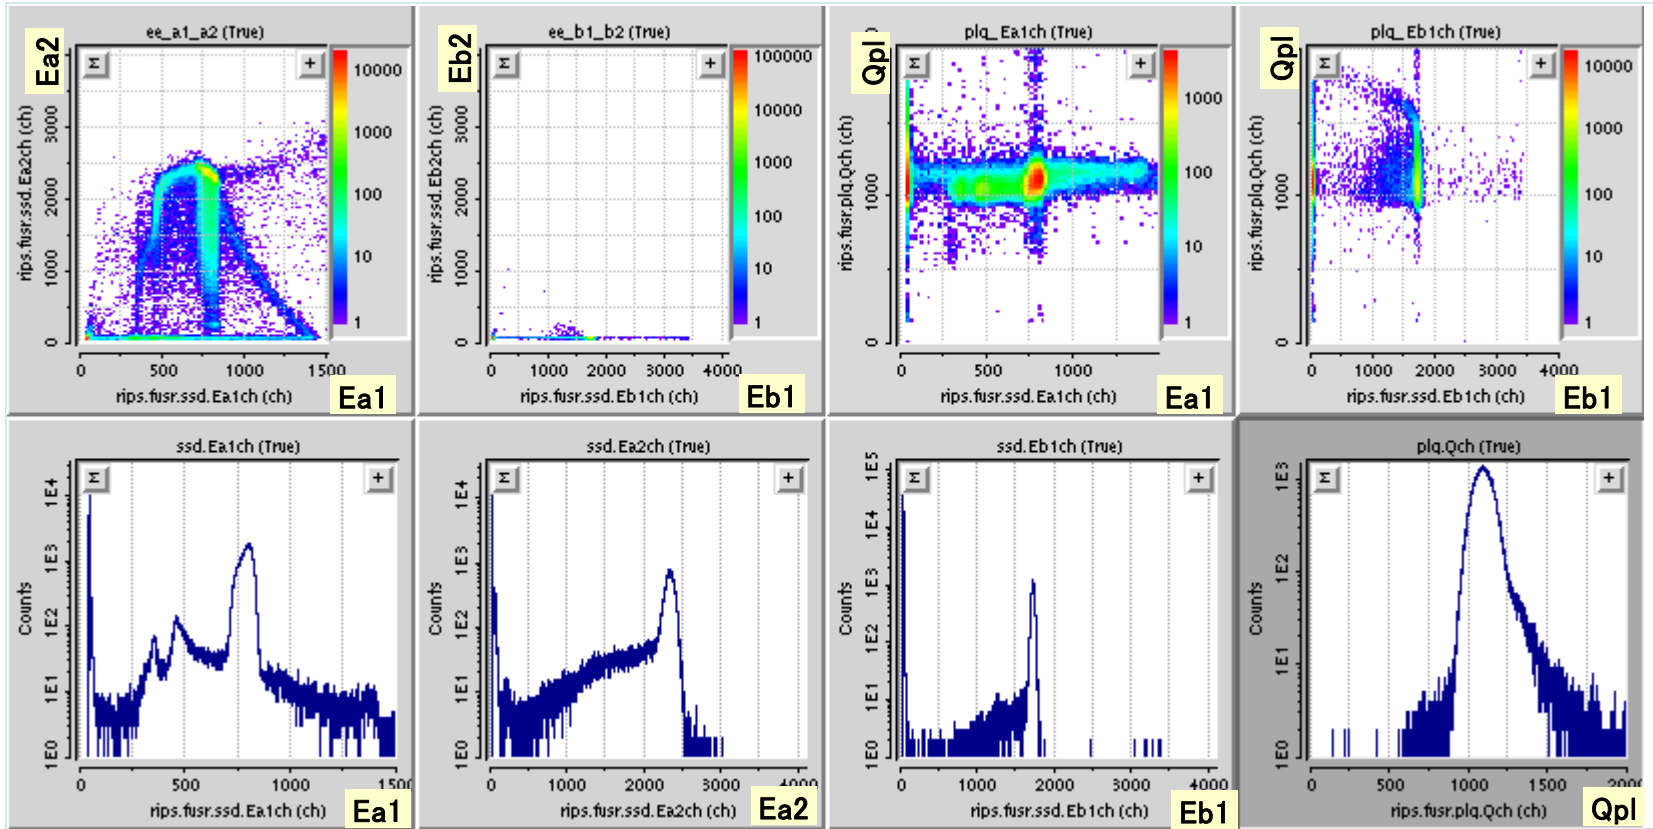 ee_a1_a2 (True)
Ea2
Σ
+
rips.fusr.ssd.Ea2ch (ch)
3000
2000
1000
0
0 500 1000 1500
10000
1000
100
10
1
rips.fusr.ssd.Ea1ch (ch)
Ea1
ee_b1_b2 (True)
Eb2
Σ
+
rips.fusr.ssd.Eb2ch (ch)
3000
2000
1000
0
0 1000 2000 3000 4000
100000
10000
1000
100
10
1
rips.fusr.ssd.Eb1ch (ch)
Eb1
plq_Ea1ch (True)
Qpl
Σ
+
rips.fusr.plq.Qch (ch)
1000
0
0 500 1000
1000
100
10
1
rips.fusr.ssd.Ea1ch (ch)
Ea1
plq_Eb1ch (True)
Qpl
Σ
+
rips.fusr.plq.Qch (ch)
1000
0
0 1000 2000 3000 4000
10000
1000
100
10
1
rips.fusr.ssd.Eb1ch (ch)
Eb1
ssd.Ea1ch (True)
Σ
+
Counts
1E4
1E3
1E2
1E1
1E0
0 500 1000 1500
rips.fusr.ssd.Ea1ch (ch)
Ea1
ssd.Ea2ch (True)
Σ
+
Counts
1E4
1E3
1E2
1E1
1E0
0 1000 2000 3000 4000
rips.fusr.ssd.Ea2ch (ch)
Ea2
ssd.Eb1ch (True)
Σ
+
Counts
1E5
1E4
1E3
1E2
1E1
1E0
0 1000 2000 3000 4000
rips.fusr.ssd.Eb1ch (ch)
Eb1
plq.Qch (True)
Σ
+
Counts
1E3
1E2
1E1
1E0
0 500 1000 1500 2000
rips.fusr.plq.Qch (ch)
Qpl